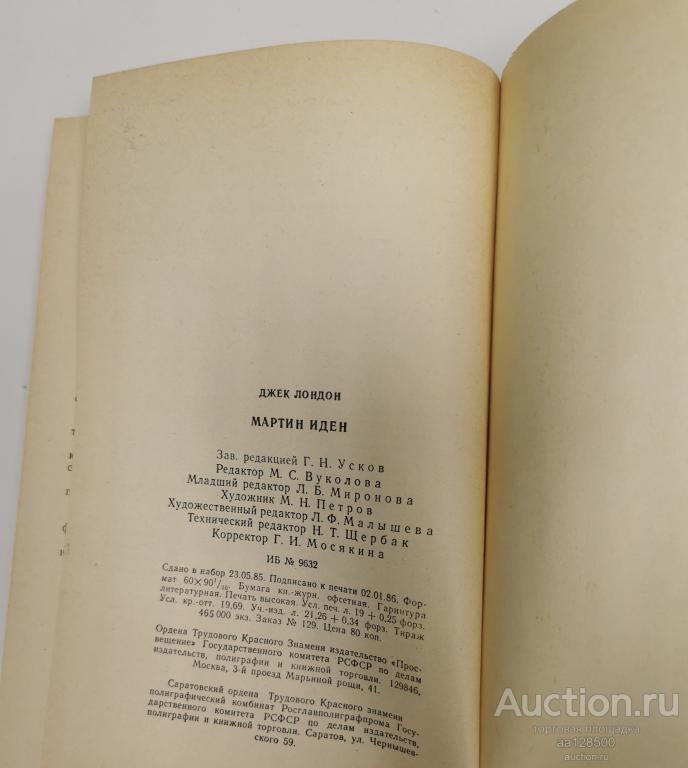 ДЖЕК ЛОНДОН
МАРТИН ИДЕН
Зав. редакцией Г. Н. Усков
Редактор М. С. Вуколова
Младший редактор Л. Б. Миронова
Художник М. Н. Петров
Художественный редактор Л. Ф. Малышева
Технический редактор Н. Т. Щербак
Корректор Г. И. Мосякина
ИБ № 9632
Сдано в набор 23.05.85. Подписано к печати 02.01.86. Фор-
мат 60×90¹/₁₆. Бумага кн.-журн. офсетная. Гарнитура
литературная. Печать высокая. Усл. печ. л. 19 + 0,25 форз.
Усл. кр.-отт. 19,69. Уч.-изд. л. 21,26 + 0,34 форз. Тираж
465 000 экз. Заказ № 129. Цена 80 коп.
Ордена Трудового Красного Знамени издательство «Прос-
вещение» Государственного комитета РСФСР по делам
издательств, полиграфии и книжной торговли. 129846,
Москва, 3-й проезд Марьиной рощи, 41.
Саратовский ордена Трудового Красного знамени
полиграфический комбинат Росглавполиграфпрома Госу-
дарственного комитета РСФСР по делам издательств,
полиграфии и книжной торговли. Саратов, ул. Чернышев-
ского 59.
Auction.ru
торговая площадка
aa128500
auction-ru